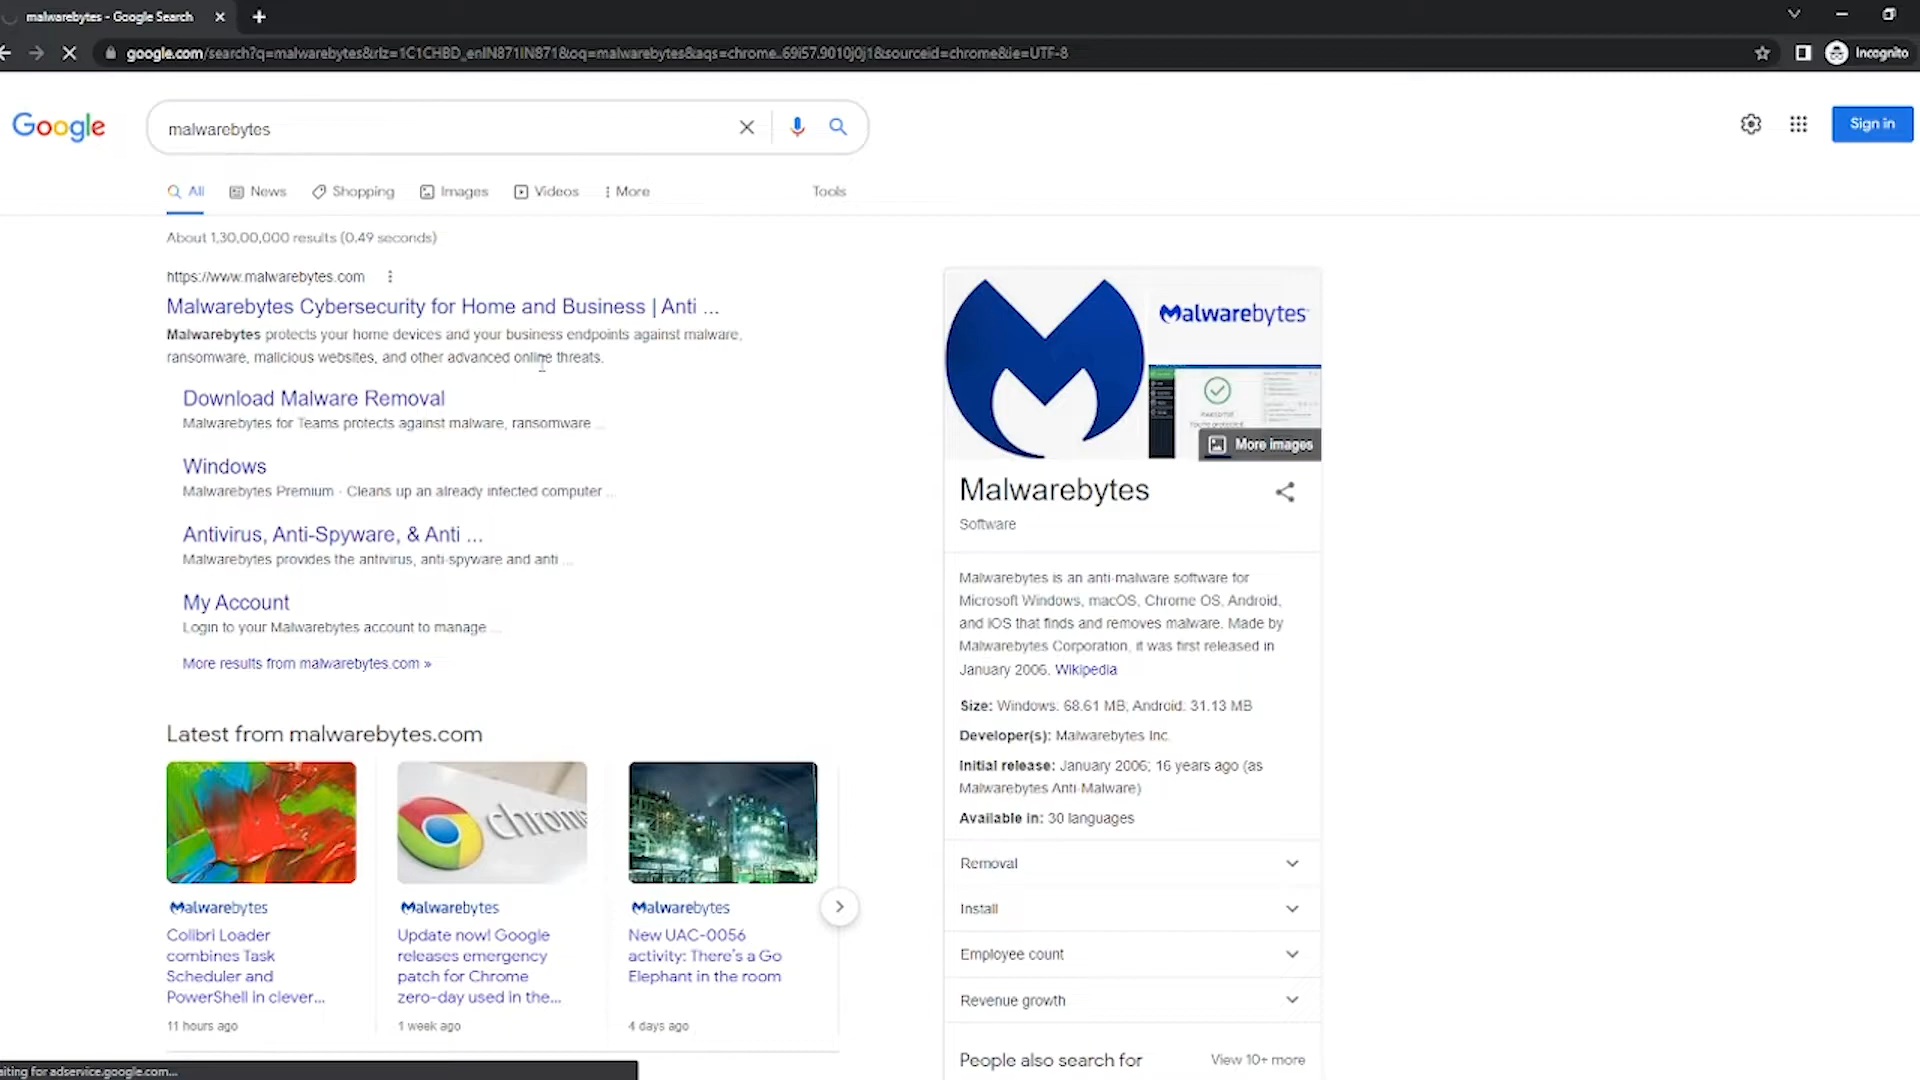 malwarebytes - Google Search
google.com/search?q=malwarebytes&rlz=1C1CHBD_enIN871IN871&oq=malwarebytes&aqs=chrome..69i57.9010j0j1&sourceid=chrome&ie=UTF-8
Incognito
Google
malwarebytes
Sign in
All
News
Shopping
Images
Videos
More
Tools
About 1,30,00,000 results (0.49 seconds)
https://www.malwarebytes.com
Malwarebytes Cybersecurity for Home and Business | Anti ...
Malwarebytes protects your home devices and your business endpoints against malware,
ransomware, malicious websites, and other advanced online threats.
Download Malware Removal
Malwarebytes for Teams protects against malware, ransomware ...
Windows
Malwarebytes Premium · Cleans up an already infected computer ...
Antivirus, Anti-Spyware, & Anti ...
Malwarebytes provides the antivirus, anti-spyware and anti ...
My Account
Login to your Malwarebytes account to manage ...
More results from malwarebytes.com »
Latest from malwarebytes.com
chrome
Malwarebytes
Colibri Loader
combines Task
Scheduler and
PowerShell in clever...
11 hours ago
Malwarebytes
Update now! Google
releases emergency
patch for Chrome
zero-day used in the...
1 week ago
Malwarebytes
New UAC-0056
activity: There's a Go
Elephant in the room
4 days ago
Malwarebytes
More images
Malwarebytes
Software
Malwarebytes is an anti-malware software for
Microsoft Windows, macOS, Chrome OS, Android,
and iOS that finds and removes malware. Made by
Malwarebytes Corporation, it was first released in
January 2006. Wikipedia
Size: Windows: 68.61 MB, Android: 31.13 MB
Developer(s): Malwarebytes Inc.
Initial release: January 2006; 16 years ago (as
Malwarebytes Anti-Malware)
Available in: 30 languages
Removal
Install
Employee count
Revenue growth
People also search for
View 10+ more
aiting for adservice.google.com...